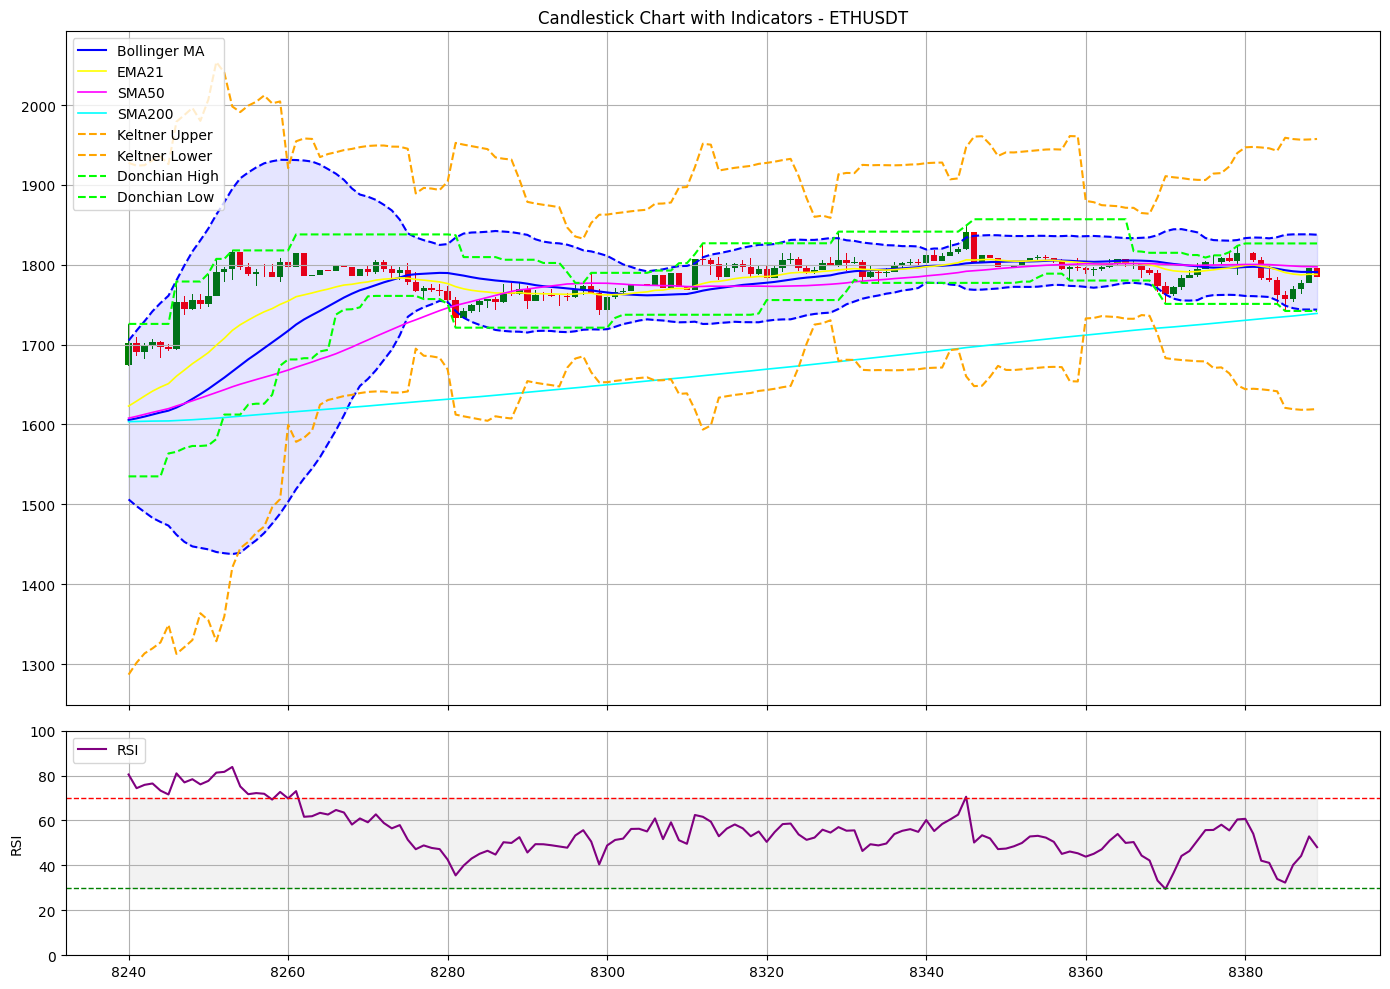 Candlestick Chart with Indicators - ETHUSDT
Bollinger MA
EMA21
SMA50
SMA200
Keltner Upper
Keltner Lower
Donchian High
Donchian Low
2000
1900
1800
1700
1600
1500
1400
1300
RSI
100
80
60
40
20
0
RSI
8240
8260
8280
8300
8320
8340
8360
8380